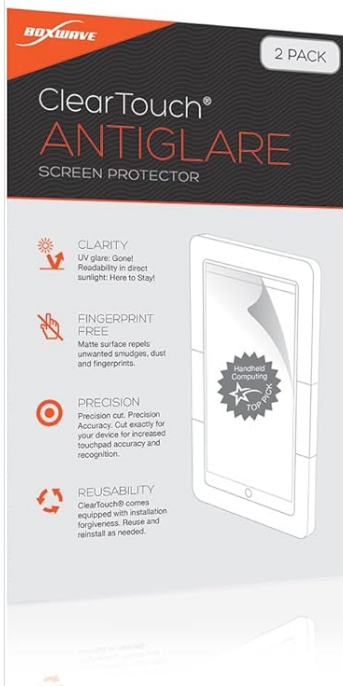 BOXWAVE
2 PACK
ClearTouch®
ANTIGLARE
SCREEN PROTECTOR
CLARITY
UV glare: Gone!
Readability in direct
sunlight: Here to Stay!
FINGERPRINT
FREE
Matte surface repels
unwanted smudges, dust
and fingerprints.
PRECISION
Precision cut. Precision
Accuracy. Cut exactly for
your device for increased
touchpad accuracy and
recognition.
REUSABILITY
ClearTouch® comes
equipped with installation
forgiveness. Reuse and
reinstall as needed.
Handheld
Computing
TOP PICK